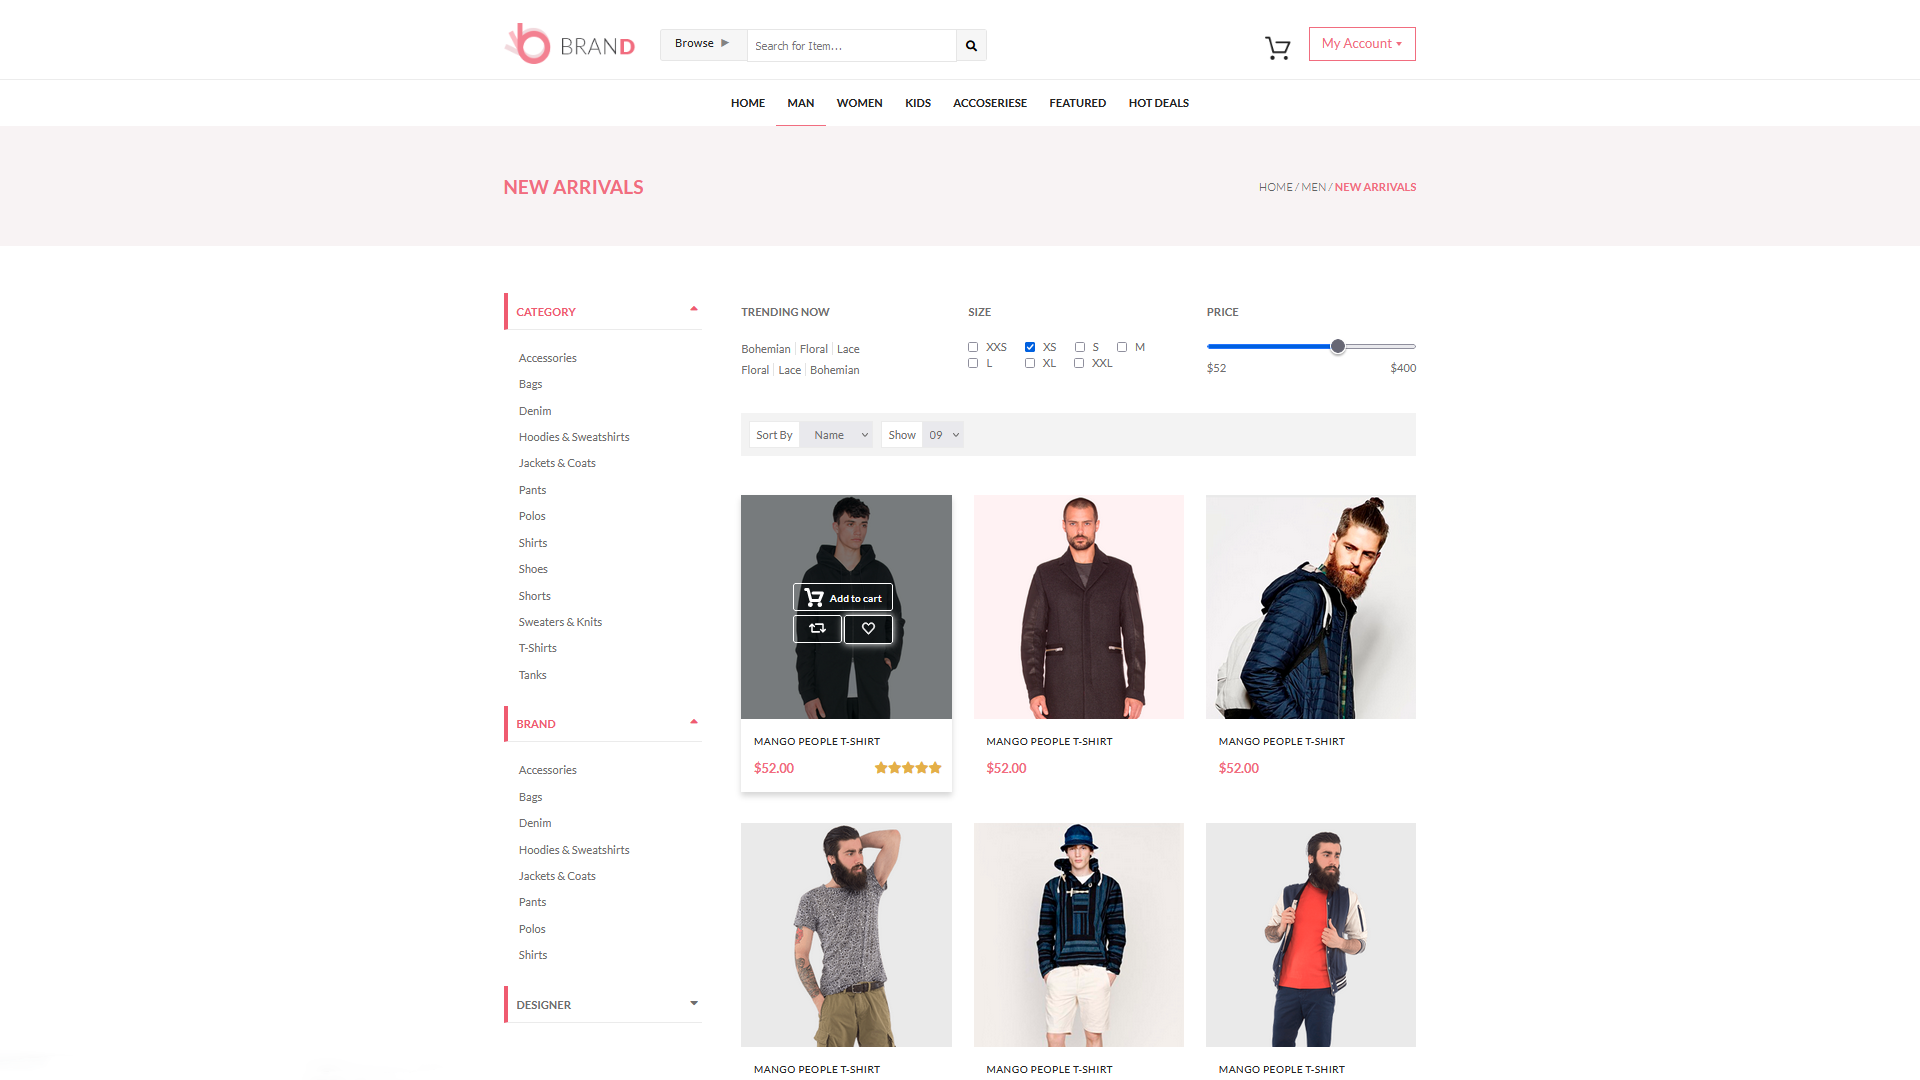 BRAND
Browse
Search for Item...
My Account
HOME MAN WOMEN KIDS ACCOSERIESE FEATURED HOT DEALS
NEW ARRIVALS
HOME / MEN / NEW ARRIVALS
CATEGORY
Accessories
Bags
Denim
Hoodies & Sweatshirts
Jackets & Coats
Pants
Polos
Shirts
Shoes
Shorts
Sweaters & Knits
T-Shirts
Tanks
BRAND
Accessories
Bags
Denim
Hoodies & Sweatshirts
Jackets & Coats
Pants
Polos
Shirts
DESIGNER
TRENDING NOW
Bohemian | Floral | Lace
Floral | Lace | Bohemian
SIZE
XXS XS S M
L XL XXL
PRICE
$52 $400
Sort By Name Show 09
Add to cart
MANGO PEOPLE T-SHIRT
$52.00
MANGO PEOPLE T-SHIRT
$52.00
MANGO PEOPLE T-SHIRT
$52.00
MANGO PEOPLE T-SHIRT
MANGO PEOPLE T-SHIRT
MANGO PEOPLE T-SHIRT